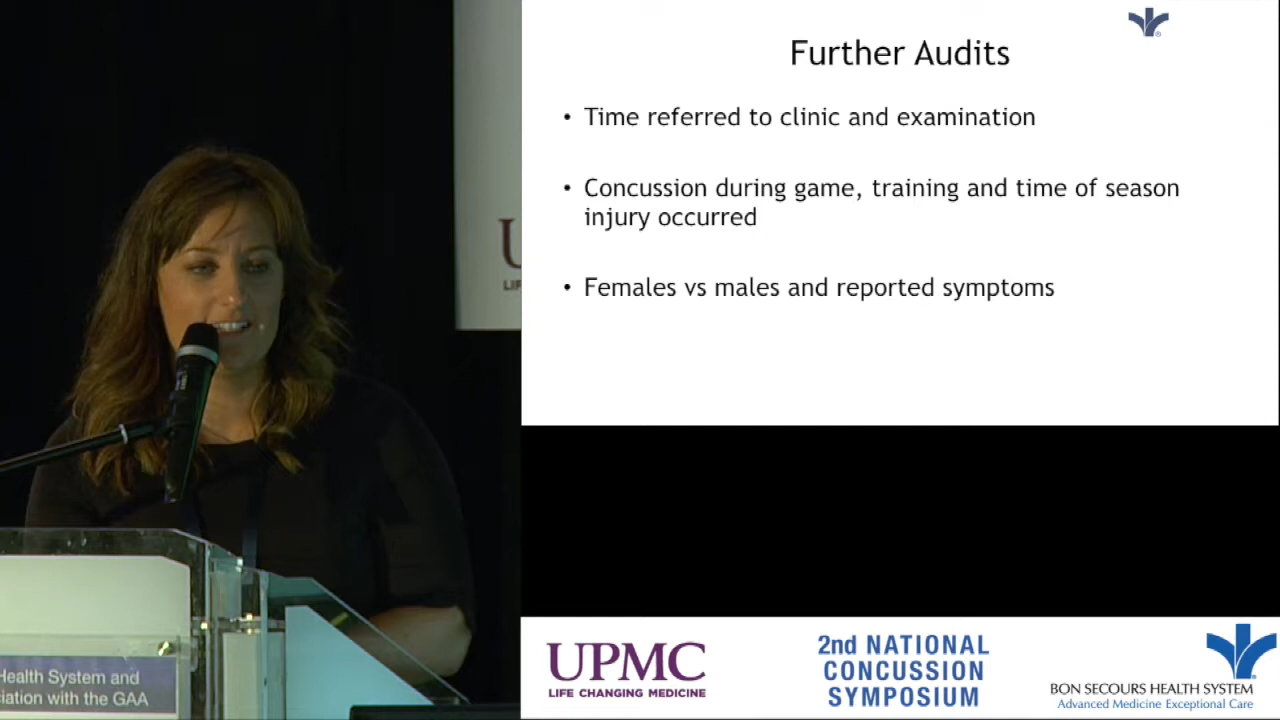 Further Audits
• Time referred to clinic and examination
• Concussion during game, training and time of season
injury occurred
• Females vs males and reported symptoms
U
LIF
Health System and
ciation with the GAA
UPMC
LIFE CHANGING MEDICINE
2nd NATIONAL
CONCUSSION
SYMPOSIUM
BON SECOURS HEALTH SYSTEM
Advanced Medicine Exceptional Care